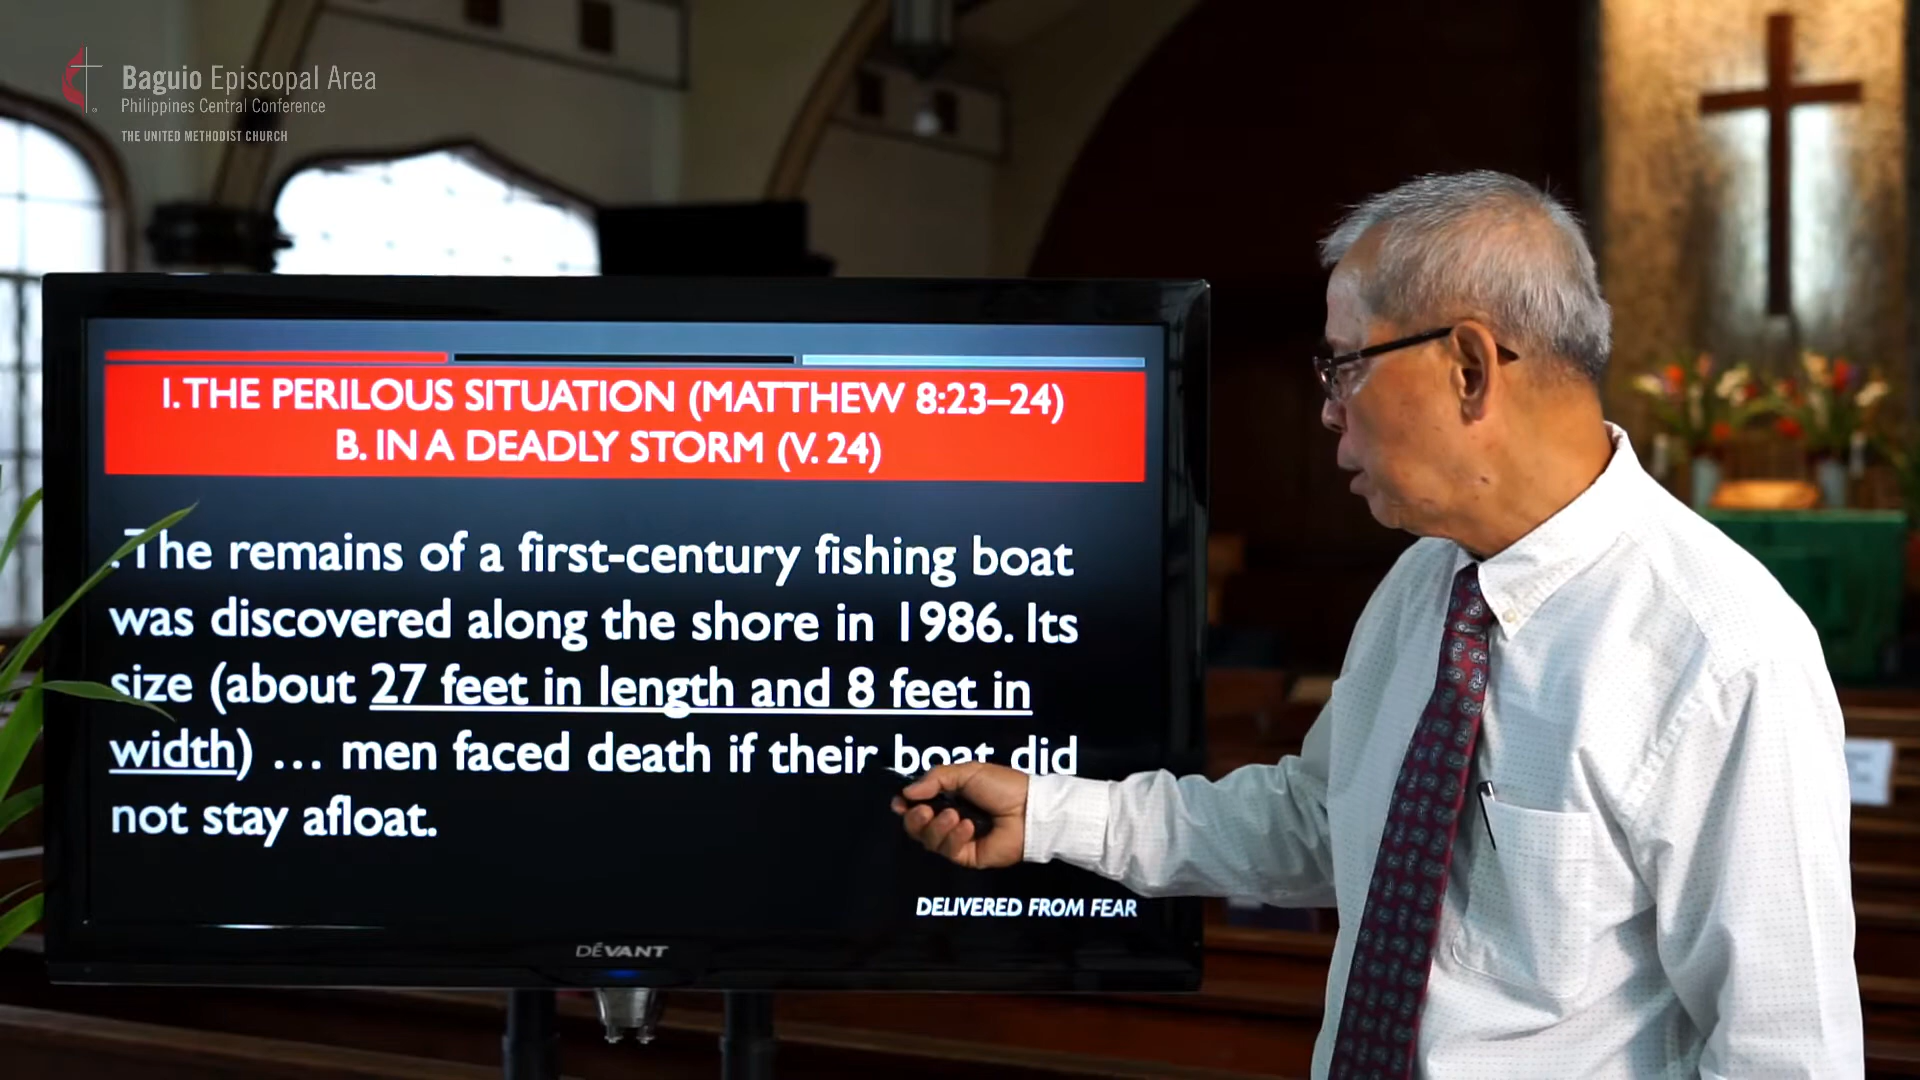 Baguio Episcopal Area
Philippines Central Conference
THE UNITED METHODIST CHURCH
I. THE PERILOUS SITUATION (MATTHEW 8:23–24)
B. IN A DEADLY STORM (V. 24)
.The remains of a first-century fishing boat
was discovered along the shore in 1986. Its
size (about 27 feet in length and 8 feet in
width) … men faced death if their boat did
not stay afloat.
DELIVERED FROM FEAR
DEVANT